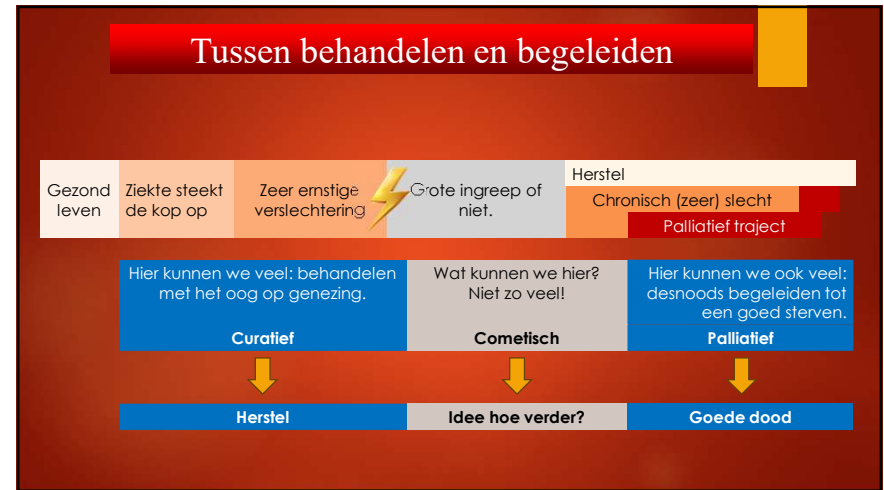 Tussen behandelen en begeleiden
Gezond
leven
Ziekte steekt
de kop op
Zeer ernstige
verslechtering
Grote ingreep of
niet.
Herstel
Chronisch (zeer) slecht
Palliatief traject
Hier kunnen we veel: behandelen
met het oog op genezing.
Curatief
Wat kunnen we hier?
Niet zo veel!
Cometisch
Hier kunnen we ook veel:
desnoods begeleiden tot
een goed sterven.
Palliatief
Herstel
Idee hoe verder?
Goede dood